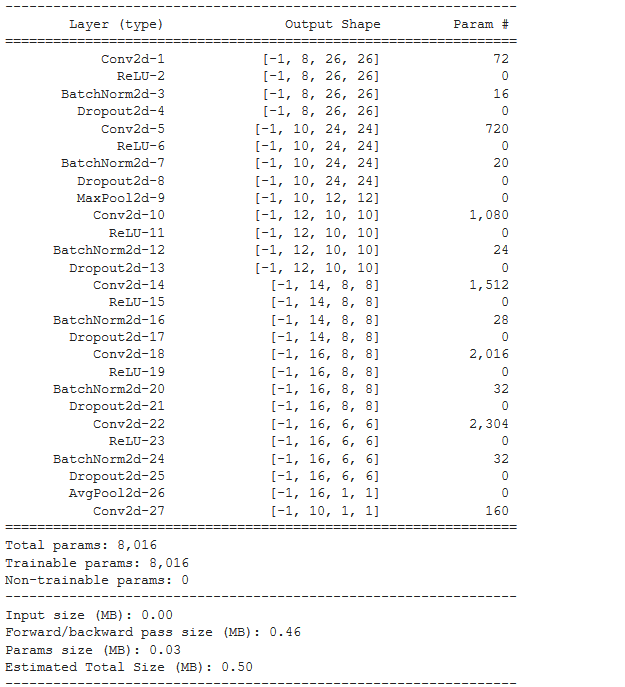 ----------------------------------------------------------------
Layer (type) Output Shape Param #
================================================================
Conv2d-1 [-1, 8, 26, 26] 72
ReLU-2 [-1, 8, 26, 26] 0
BatchNorm2d-3 [-1, 8, 26, 26] 16
Dropout2d-4 [-1, 8, 26, 26] 0
Conv2d-5 [-1, 10, 24, 24] 720
ReLU-6 [-1, 10, 24, 24] 0
BatchNorm2d-7 [-1, 10, 24, 24] 20
Dropout2d-8 [-1, 10, 24, 24] 0
MaxPool2d-9 [-1, 10, 12, 12] 0
Conv2d-10 [-1, 12, 10, 10] 1,080
ReLU-11 [-1, 12, 10, 10] 0
BatchNorm2d-12 [-1, 12, 10, 10] 24
Dropout2d-13 [-1, 12, 10, 10] 0
Conv2d-14 [-1, 14, 8, 8] 1,512
ReLU-15 [-1, 14, 8, 8] 0
BatchNorm2d-16 [-1, 14, 8, 8] 28
Dropout2d-17 [-1, 14, 8, 8] 0
Conv2d-18 [-1, 16, 8, 8] 2,016
ReLU-19 [-1, 16, 8, 8] 0
BatchNorm2d-20 [-1, 16, 8, 8] 32
Dropout2d-21 [-1, 16, 8, 8] 0
Conv2d-22 [-1, 16, 6, 6] 2,304
ReLU-23 [-1, 16, 6, 6] 0
BatchNorm2d-24 [-1, 16, 6, 6] 32
Dropout2d-25 [-1, 16, 6, 6] 0
AvgPool2d-26 [-1, 16, 1, 1] 0
Conv2d-27 [-1, 10, 1, 1] 160
================================================================
Total params: 8,016
Trainable params: 8,016
Non-trainable params: 0
----------------------------------------------------------------
Input size (MB): 0.00
Forward/backward pass size (MB): 0.46
Params size (MB): 0.03
Estimated Total Size (MB): 0.50
----------------------------------------------------------------